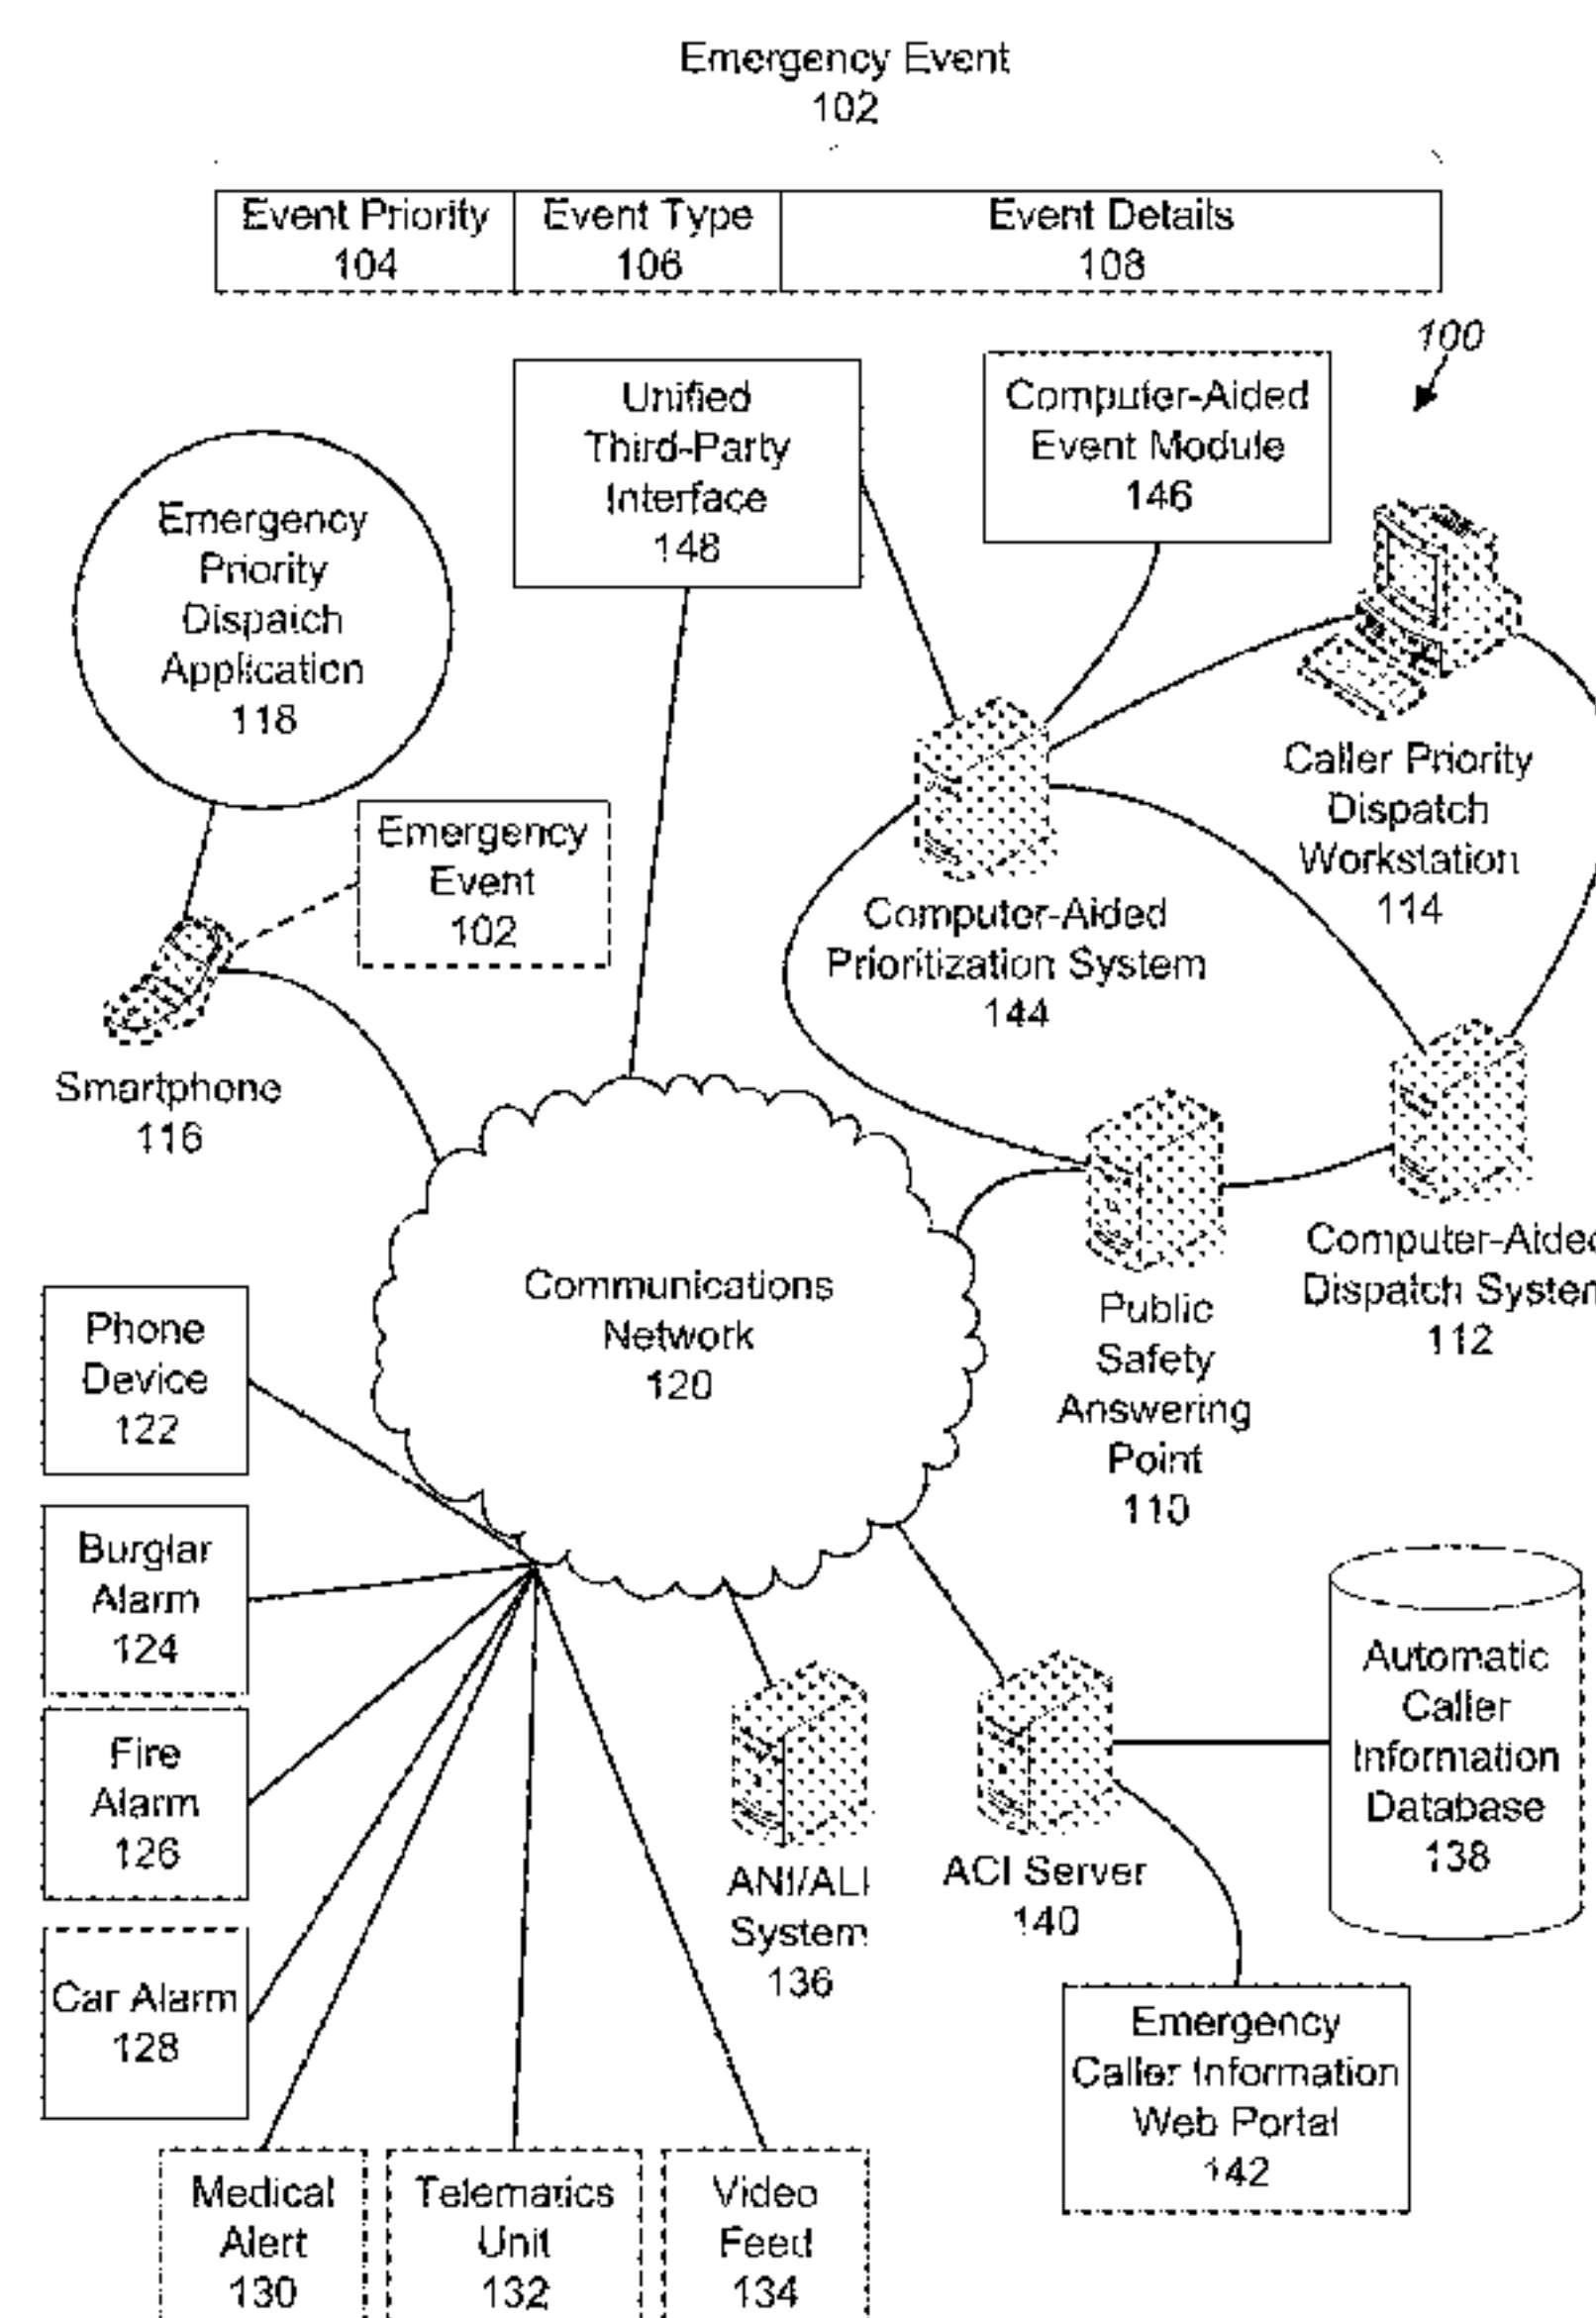 Emergency Event
102
Event Priority
104
Event Type
106
Event Details
108
100
Unified
Third-Party
Interface
148
Computer-Aided
Event Module
146
Emergency
Priority
Dispatch
Application
118
Caller Priority
Dispatch
Workstation
114
Emergency
Event
102
Computer-Aided
Prioritization System
144
Smartphone
116
Communications
Network
120
Public
Safety
Answering
Point
110
Computer-Aided
Dispatch System
112
Phone
Device
122
Burglar
Alarm
124
Fire
Alarm
126
Car Alarm
128
ANI/ALI
System
136
ACI Server
140
Automatic
Caller
Information
Database
138
Emergency
Caller Information
Web Portal
142
Medical
Alert
130
Telematics
Unit
132
Video
Feed
134